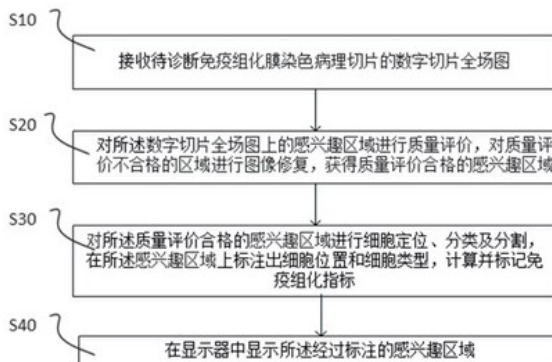 S10
接收待诊断免疫组化膜染色病理切片的数字切片全场图
S20
对所述数字切片全场图上的感兴趣区域进行质量评价，对质量评
价不合格的区域进行图像修复，获得质量评价合格的感兴趣区域
S30
对所述质量评价合格的感兴趣区域进行细胞定位、分类及分割，
在所述感兴趣区域上标注出细胞位置和细胞类型，计算并标记免
疫组化指标
S40
在显示器中显示所述经过标注的感兴趣区域